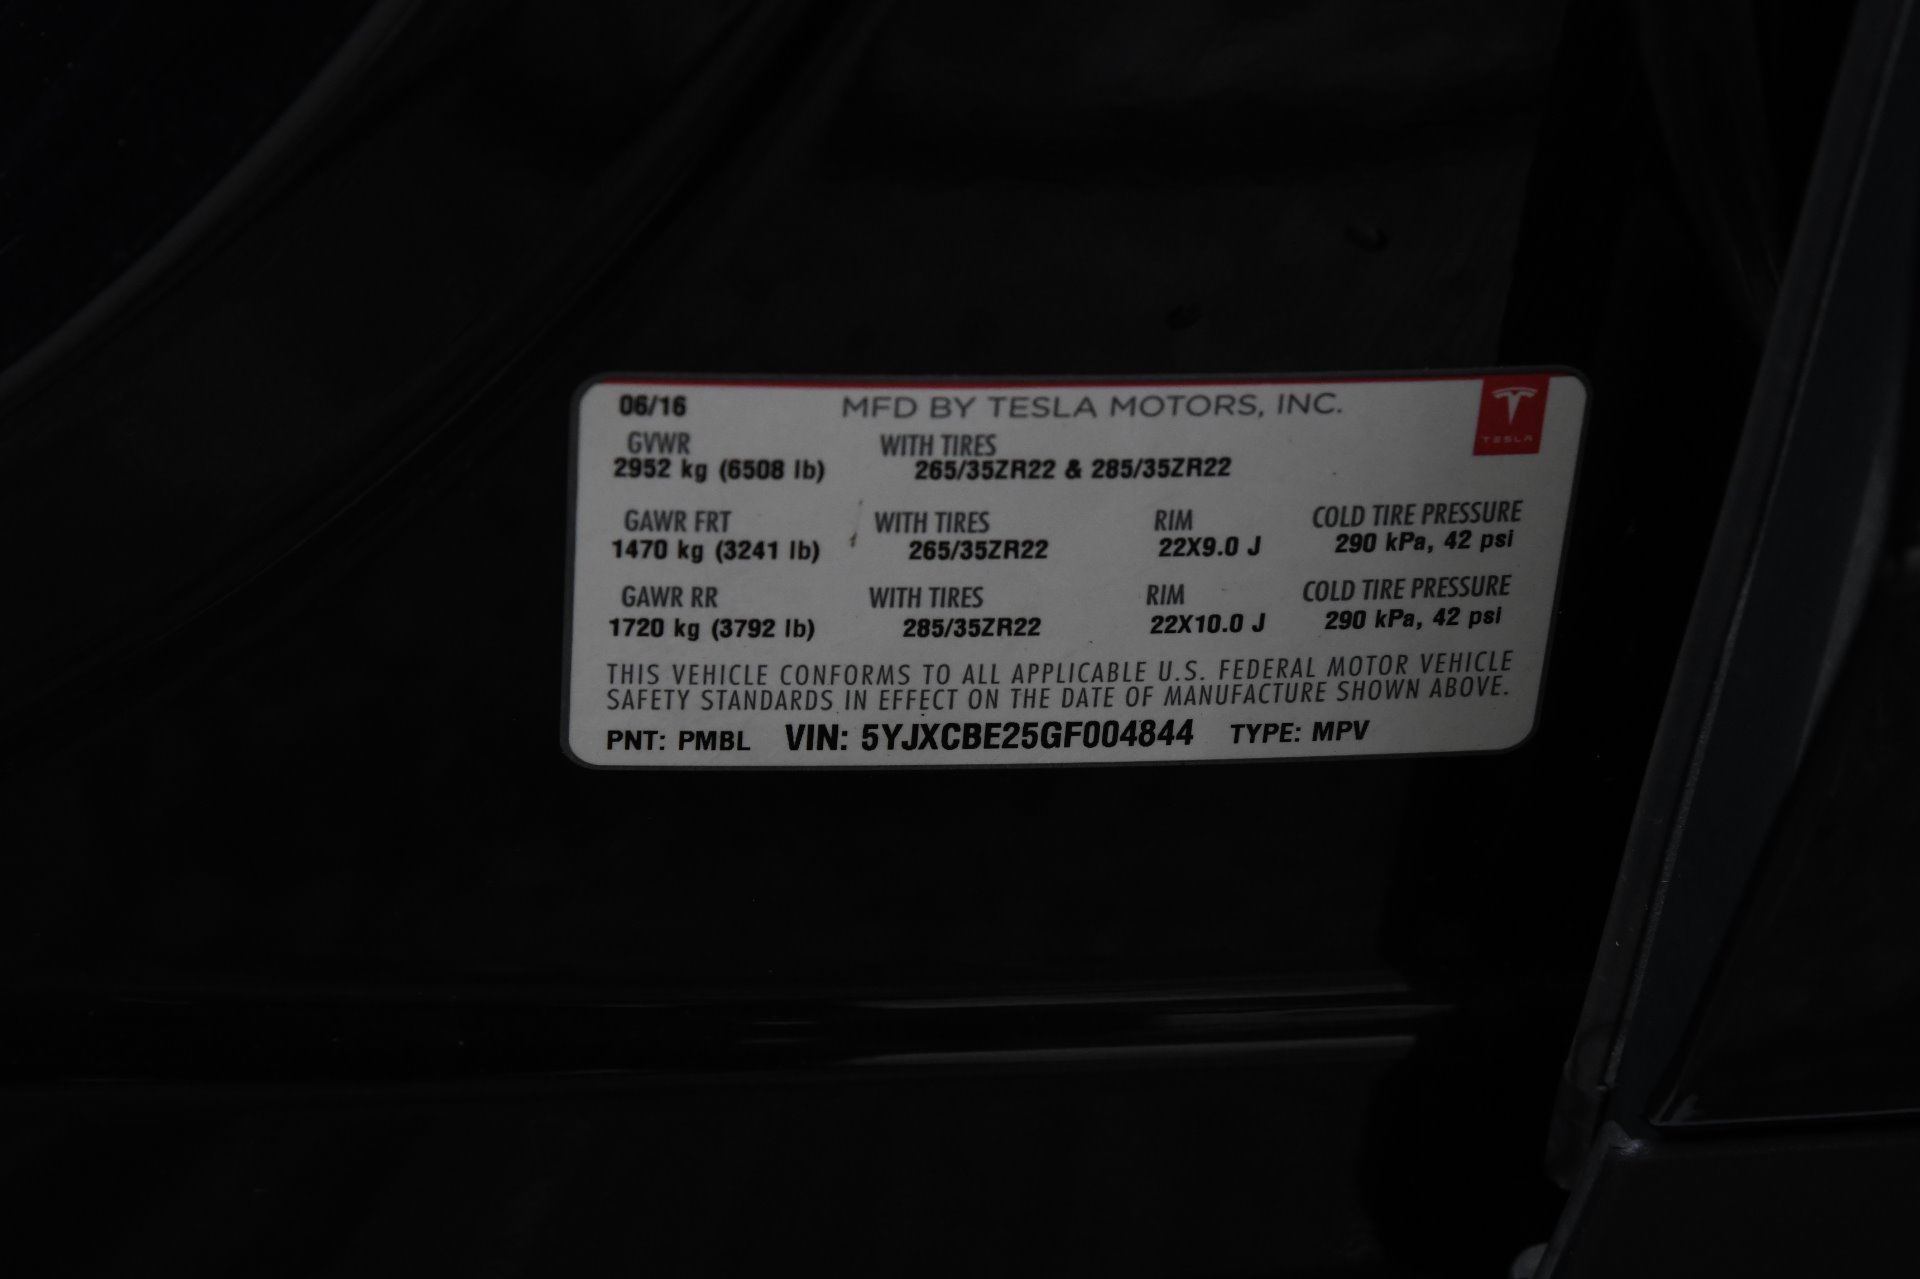 06/16 MFD BY TESLA MOTORS, INC.
TESLA
GVWR WITH TIRES
2952 kg (6508 lb) 265/35ZR22 & 285/35ZR22
GAWR FRT WITH TIRES RIM COLD TIRE PRESSURE
1470 kg (3241 lb) 265/35ZR22 22X9.0 J 290 kPa, 42 psi
GAWR RR WITH TIRES RIM COLD TIRE PRESSURE
1720 kg (3792 lb) 285/35ZR22 22X10.0 J 290 kPa, 42 psi
THIS VEHICLE CONFORMS TO ALL APPLICABLE U.S. FEDERAL MOTOR VEHICLE
SAFETY STANDARDS IN EFFECT ON THE DATE OF MANUFACTURE SHOWN ABOVE.
PNT: PMBL VIN: 5YJXCBE25GF004844 TYPE: MPV